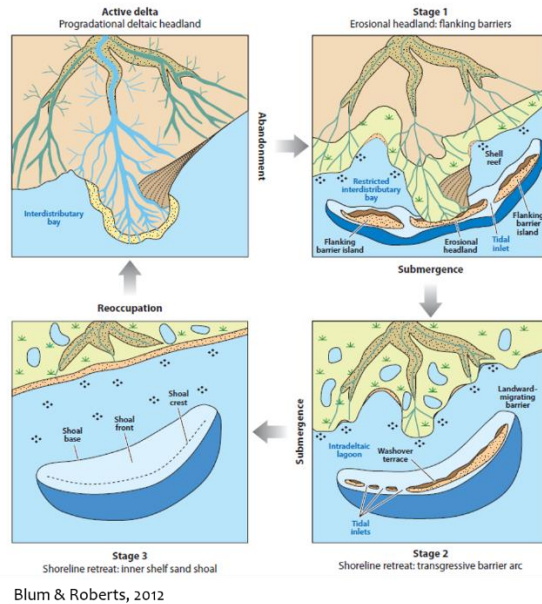 Active delta
Progradational deltaic headland
Interdistributary
bay
Abandonment
Stage 1
Erosional headland: flanking barriers
Shell
reef
Restricted
interdistributary
bay
Flanking
barrier island
Erosional
headland
Tidal
inlet
Flanking
barrier
island
Submergence
Landward-
migrating
barrier
Intradeltaic
lagoon
Washover
terrace
Tidal
inlets
Stage 2
Shoreline retreat: transgressive barrier arc
Submergence
Shoal
crest
Shoal
front
Shoal
base
Stage 3
Shoreline retreat: inner shelf sand shoal
Reoccupation
Blum & Roberts, 2012